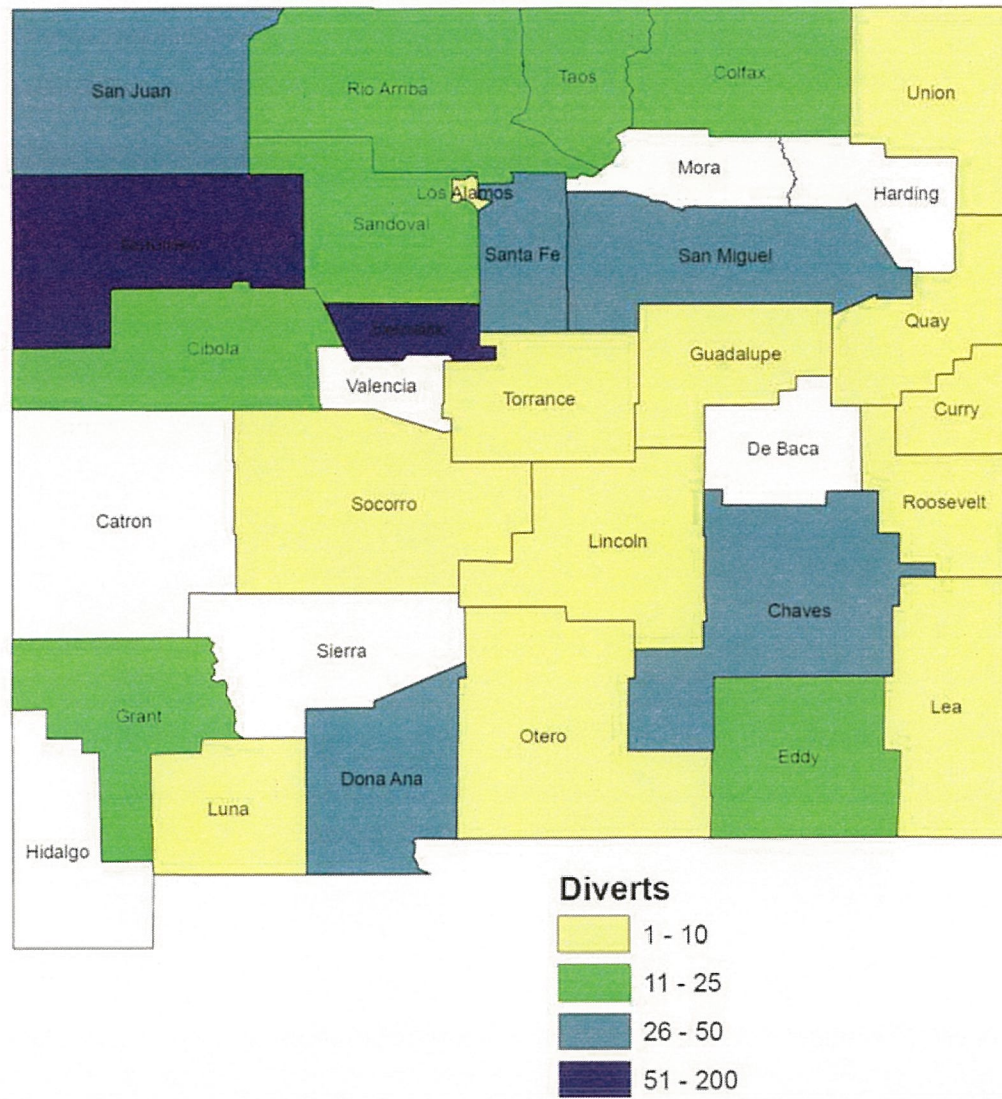 San Juan
Rio Arriba
Taos
Colfax
Union
Mora
Los Alamos
Harding
Sandoval
Santa Fe
San Miguel
Quay
Cibola
Guadalupe
Valencia
Torrance
Curry
De Baca
Socorro
Roosevelt
Catron
Lincoln
Chaves
Sierra
Grant
Lea
Otero
Eddy
Dona Ana
Luna
Hidalgo
Diverts
1 - 10
11 - 25
26 - 50
51 - 200